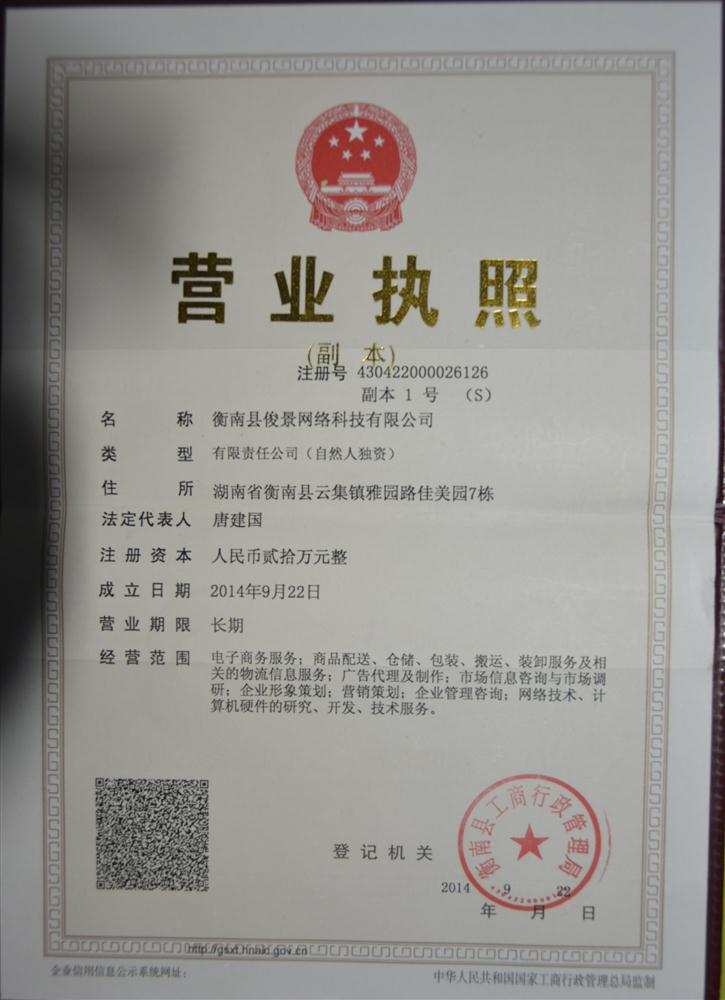 营业执照
(副 本)
注册号 430422000026126
副本 1 号 （S）
名 称 衡南县俊景网络科技有限公司
类 型 有限责任公司（自然人独资）
住 所 湖南省衡南县云集镇雅园路佳美园7栋
法定代表人 唐建国
注册资本 人民币贰拾万元整
成立日期 2014年9月22日
营业期限 长期
经营范围 电子商务服务；商品配送、仓储、包装、搬运、装卸服务及相
关的物流信息服务；广告代理及制作；市场信息咨询与市场调
研；企业形象策划；营销策划；企业管理咨询；网络技术、计
算机硬件的研究、开发、技术服务。
衡南县工商行政管理局
登记机关
2014 9 22
年 月 日
http://gsxt.hnaic.gov.cn
企业信用信息公示系统网址：
中华人民共和国国家工商行政管理总局监制